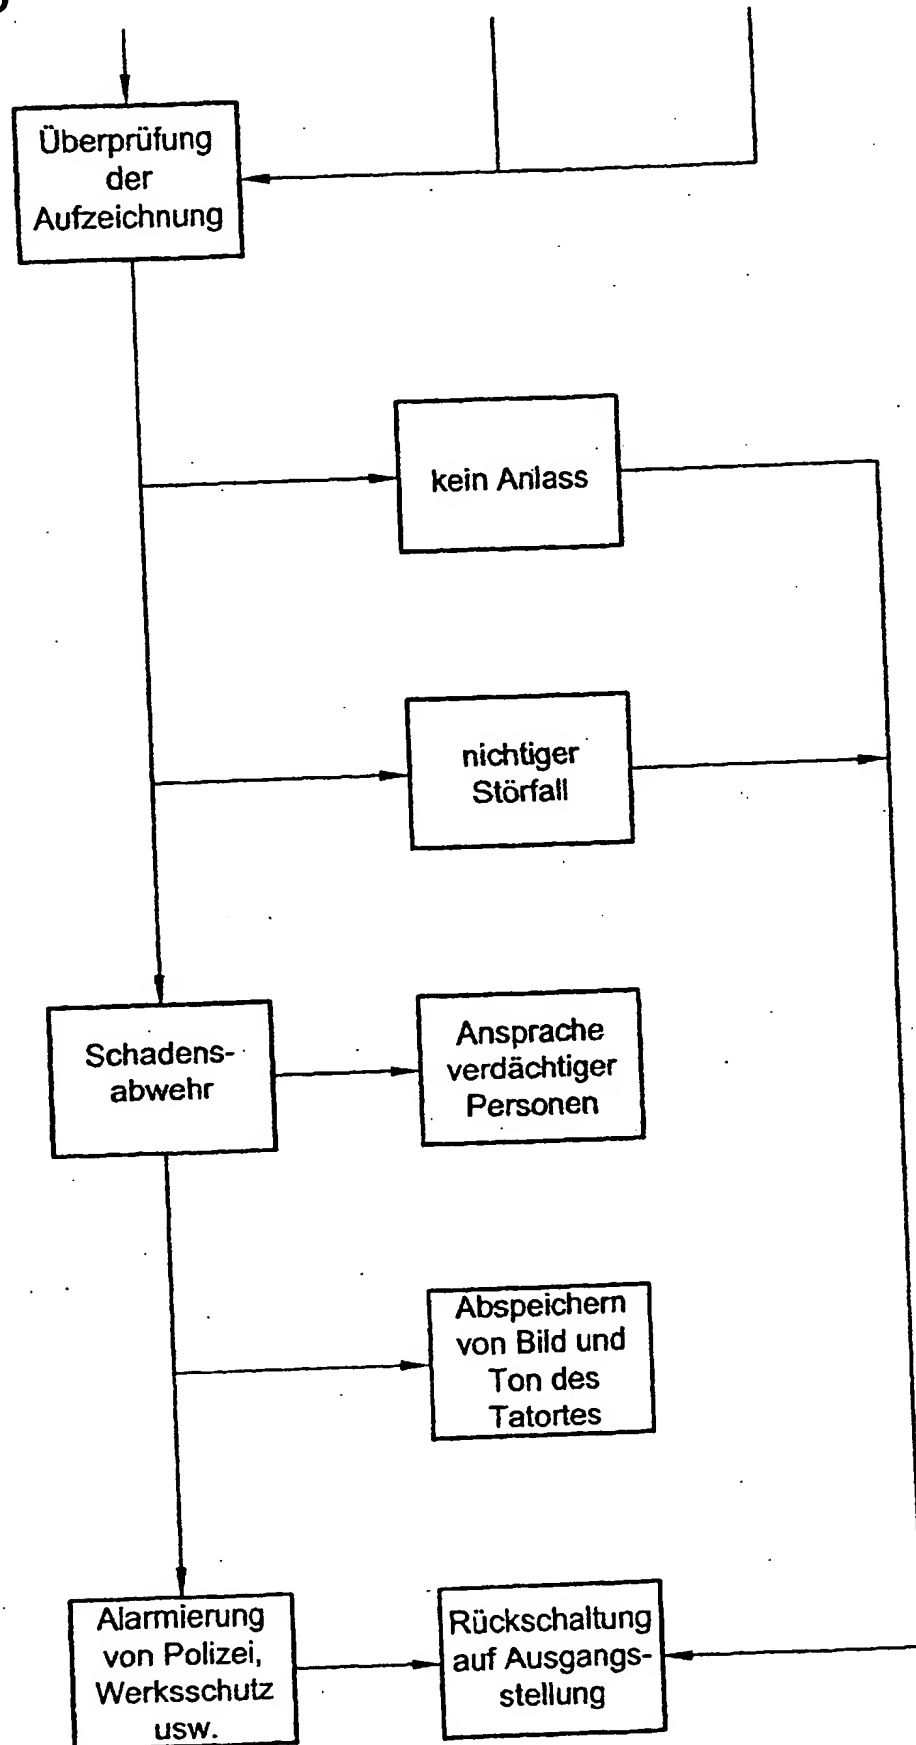 Überprüfung
der
Aufzeichnung
kein Anlass
nichtiger
Störfall
Schadens-
abwehr
Ansprache
verdächtiger
Personen
Abspeichern
von Bild und
Ton des
Tatortes
Alarmierung
von Polizei,
Werksschutz
usw.
Rückschaltung
auf Ausgangs-
stellung